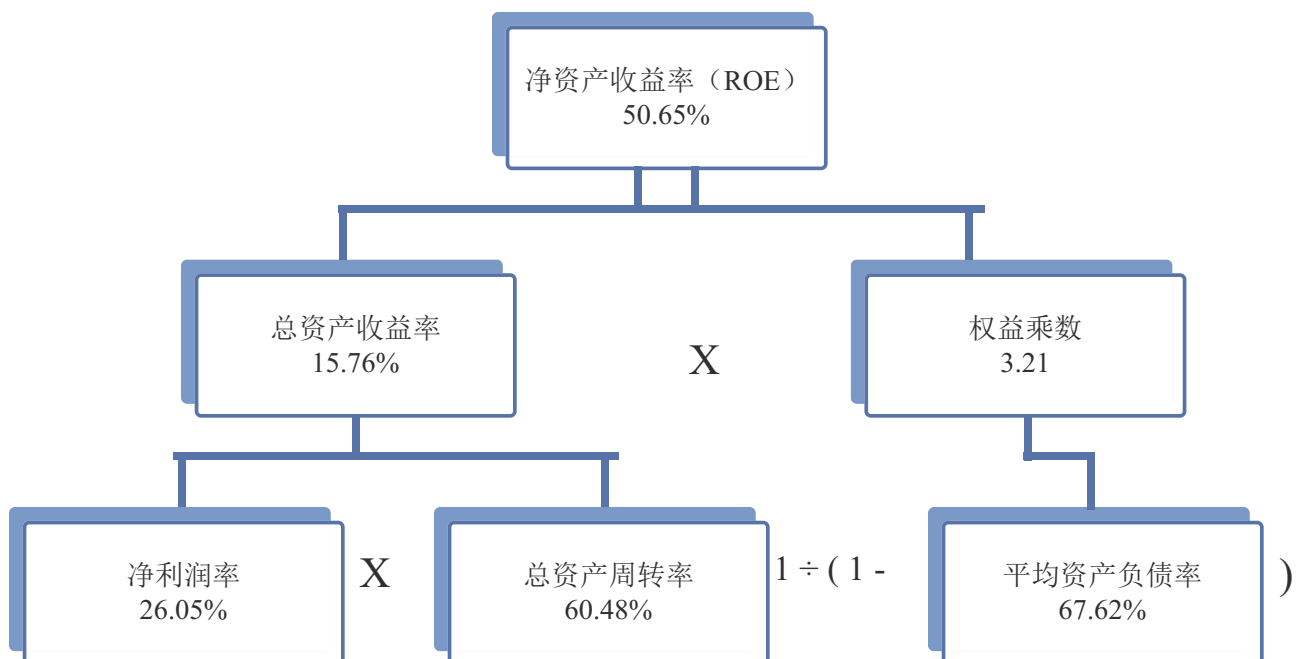 净资产收益率（ROE）
50.65%
总资产收益率
15.76%
X
权益乘数
3.21
净利润率
26.05%
X
总资产周转率
60.48%
1 ÷ ( 1 -
平均资产负债率
67.62%
)